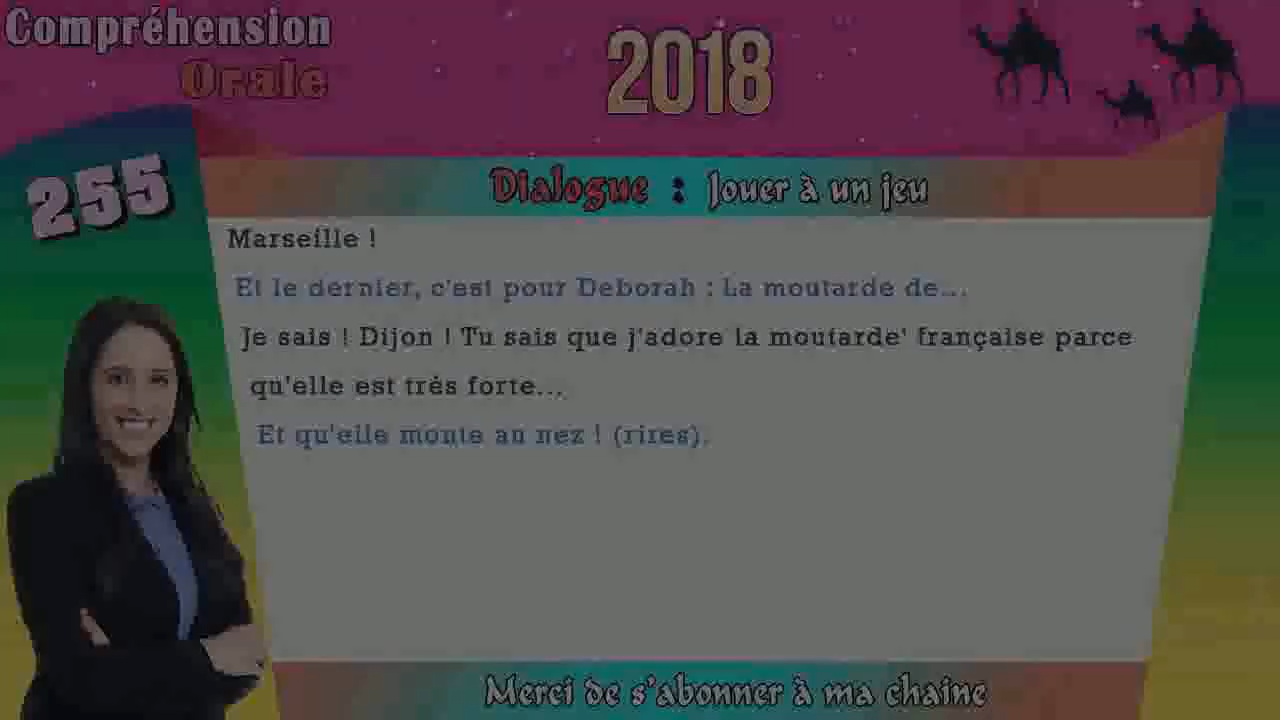 Compréhension
Orale
2018
255
Dialogue : Jouer à un jeu
Marseille !
Et le dernier, c'est pour Deborah : La moutarde de...
Je sais ! Dijon ! Tu sais que j'adore la moutarde' française parce
qu'elle est très forte...
Et qu'elle monte au nez ! (rires).
Merci de s'abonner à ma chaine